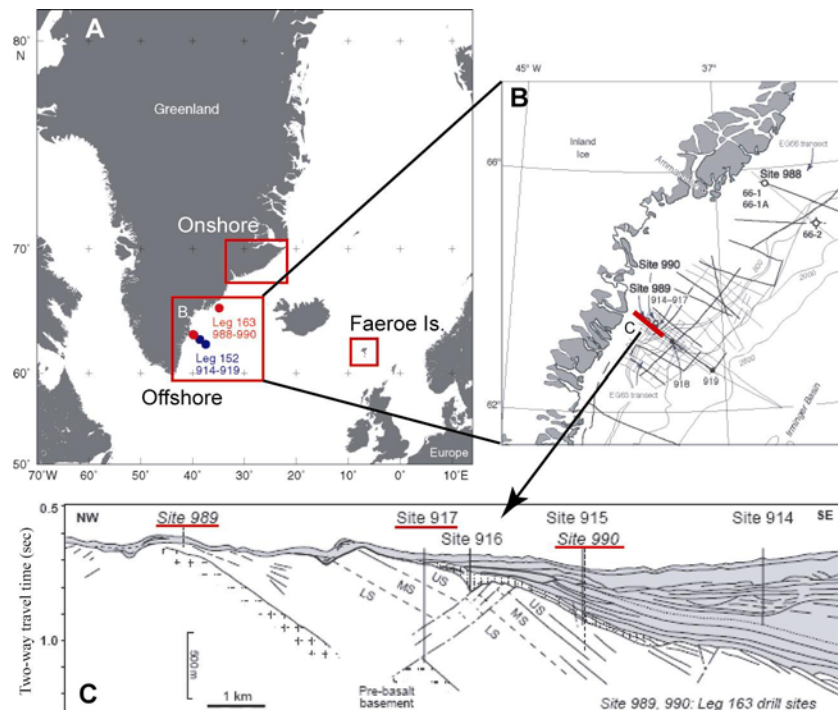 80°
N
A
Greenland
70°
Onshore
B
Leg 163
988-990
Leg 152
914-919
Faeroe Is.
60°
Offshore
Europe
50°
70°W
60°
50°
40°
30°
20°
10°
0°
10°
45° W
37°
B
Inland
Ice
66°
EG66 transect
Site 988
66-1
66-1A
66-2
Site 990
Site 989
914-917
C
918
919
EG63 transect
Irminger Basin
62°
0.5
NW
Site 989
Site 917
Site 916
Site 915
Site 990
Site 914
SE
LS
MS
US
LS
MS
US
Two-way travel time (sec)
1.0
500 m
C
1 km
Pre-basalt
basement
Site 989, 990: Leg 163 drill sites